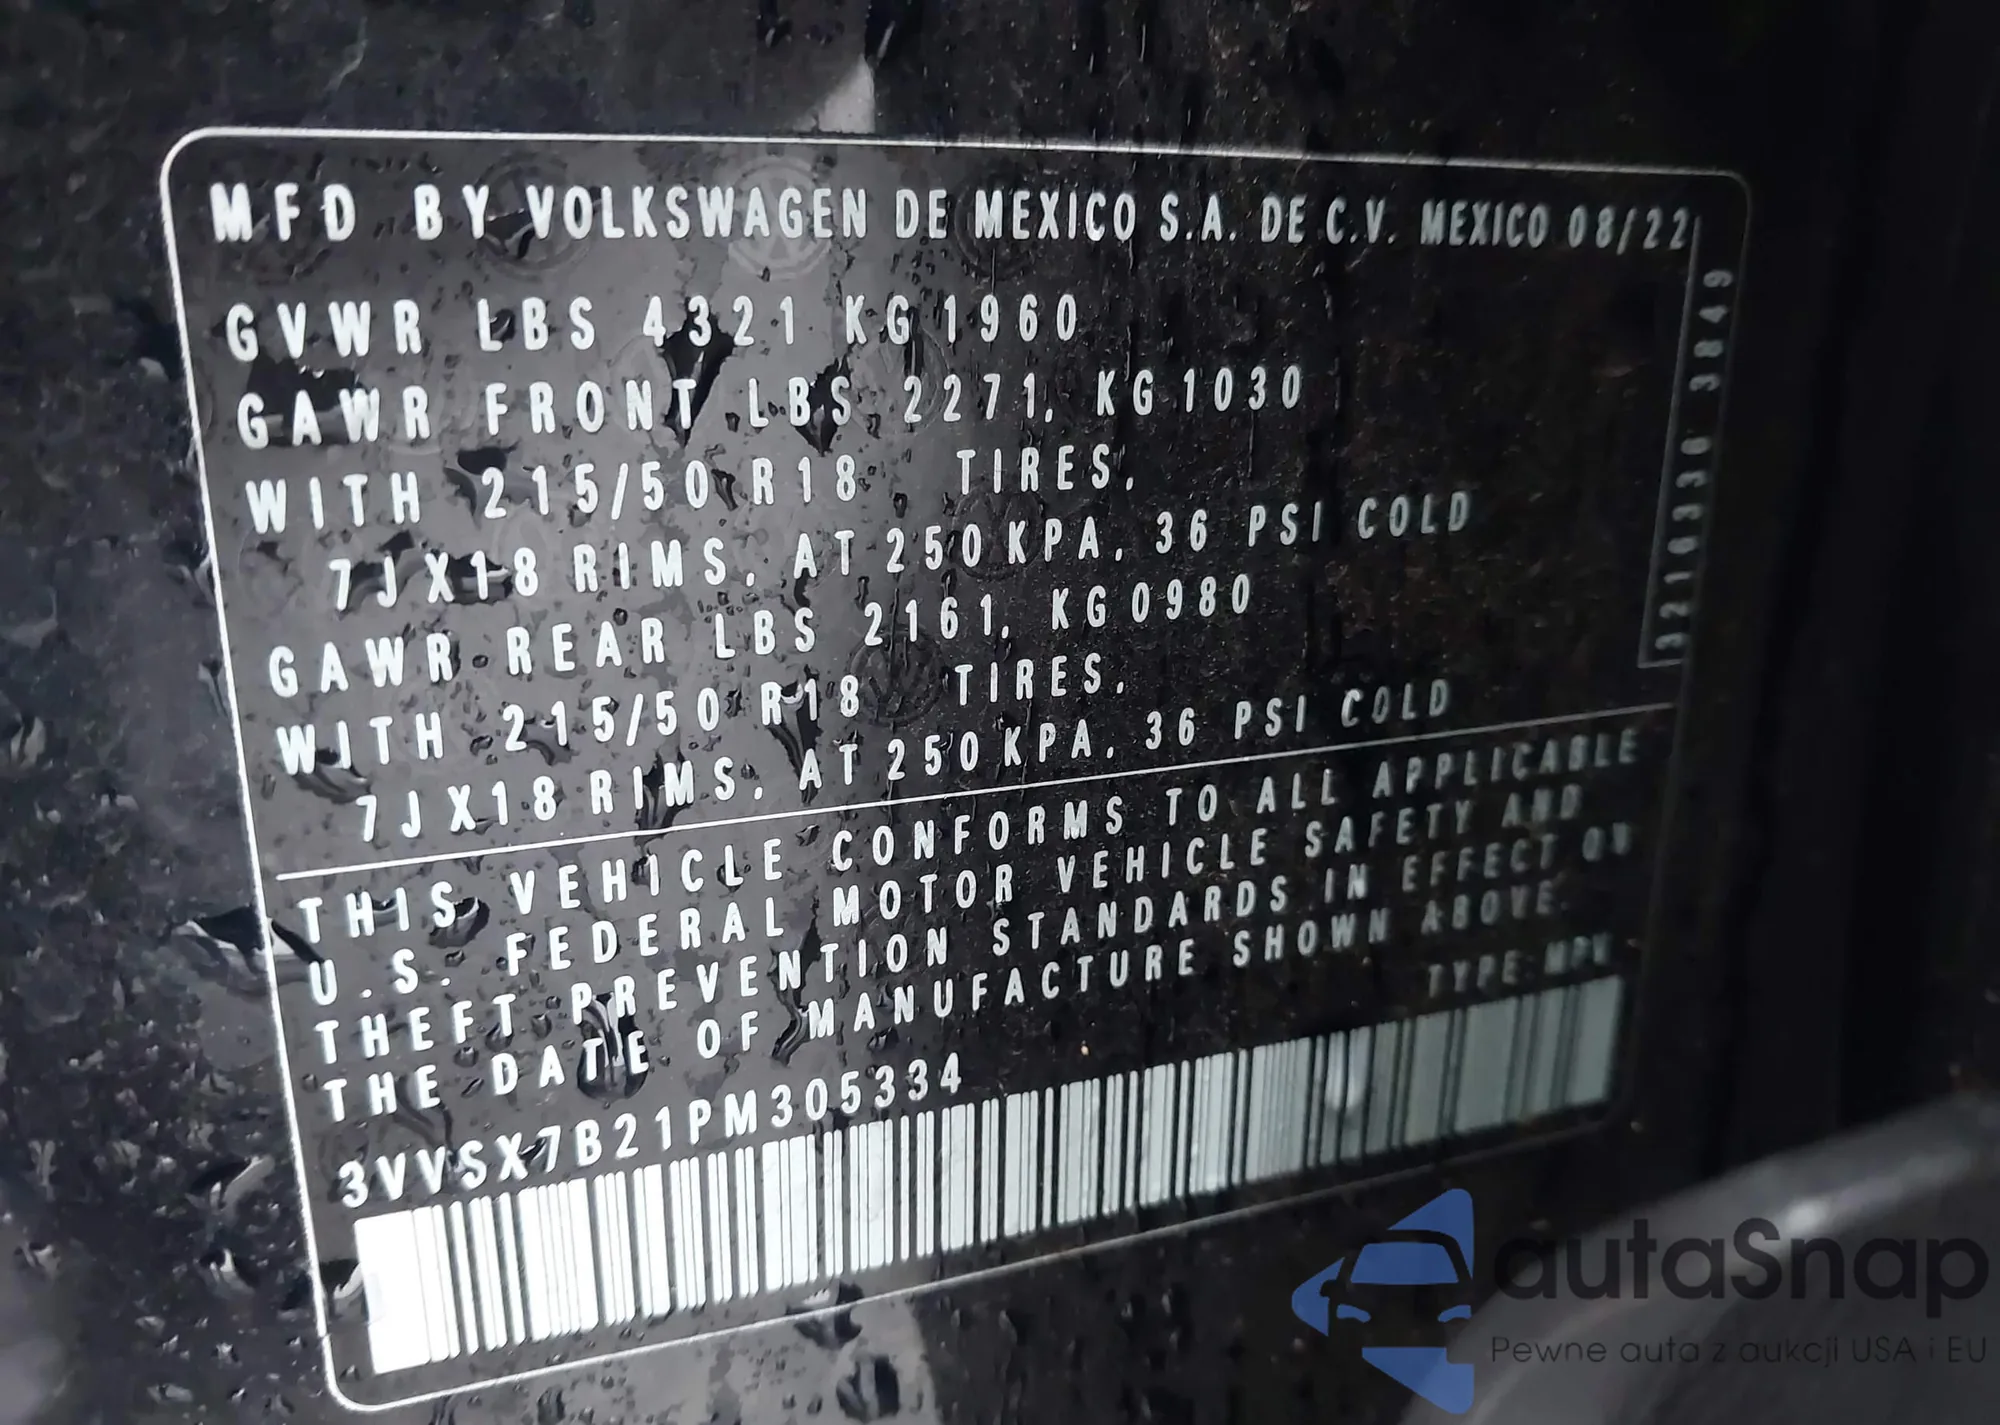 MFD BY VOLKSWAGEN DE MEXICO S.A. DE C.V. MEXICO 08/22
GVWR LBS 4321 KG 1960
GAWR FRONT LBS 2271, KG 1030
WITH 215/50 R18 TIRES,
7JX18 RIMS, AT 250 KPA, 36 PSI COLD
GAWR REAR LBS 2161, KG 0980
WITH 215/50 R18 TIRES,
7JX18 RIMS, AT 250 KPA, 36 PSI COLD
3210330 3849
THIS VEHICLE CONFORMS TO ALL APPLICABLE
U.S. FEDERAL MOTOR VEHICLE SAFETY AND
THEFT PREVENTION STANDARDS IN EFFECT ON
THE DATE OF MANUFACTURE SHOWN ABOVE.
TYPE: MPV
3VVSX7B21PM305334
autaSnap
Pewne auta z aukcji USA i EU